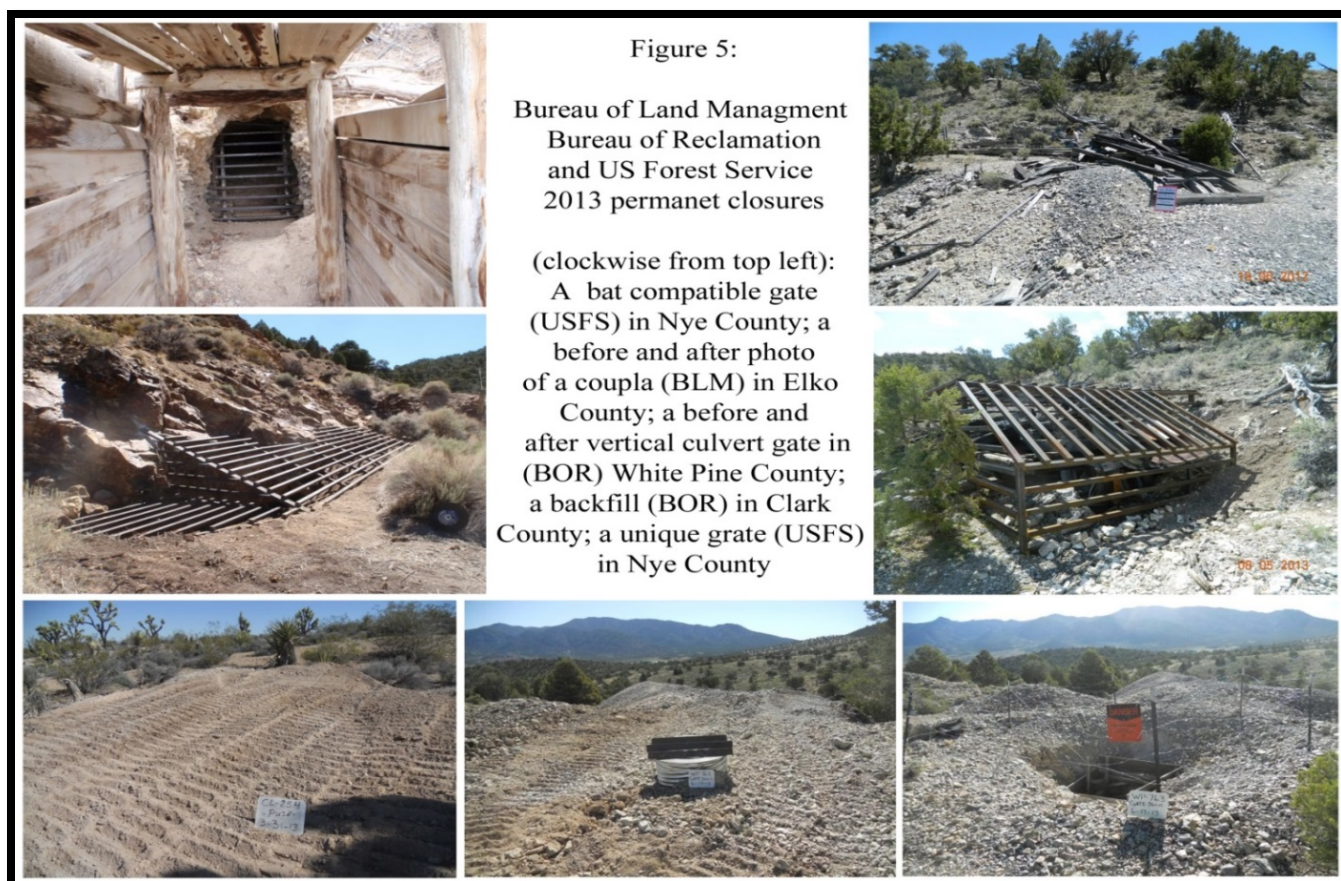 Figure 5:
Bureau of Land Managment
Bureau of Reclamation
and US Forest Service
2013 permanet closures
(clockwise from top left):
A bat compatible gate
(USFS) in Nye County; a
before and after photo
of a coupla (BLM) in Elko
County; a before and
after vertical culvert gate in
(BOR) White Pine County;
a backfill (BOR) in Clark
County; a unique grate (USFS)
in Nye County
08 05 2013
CL-254